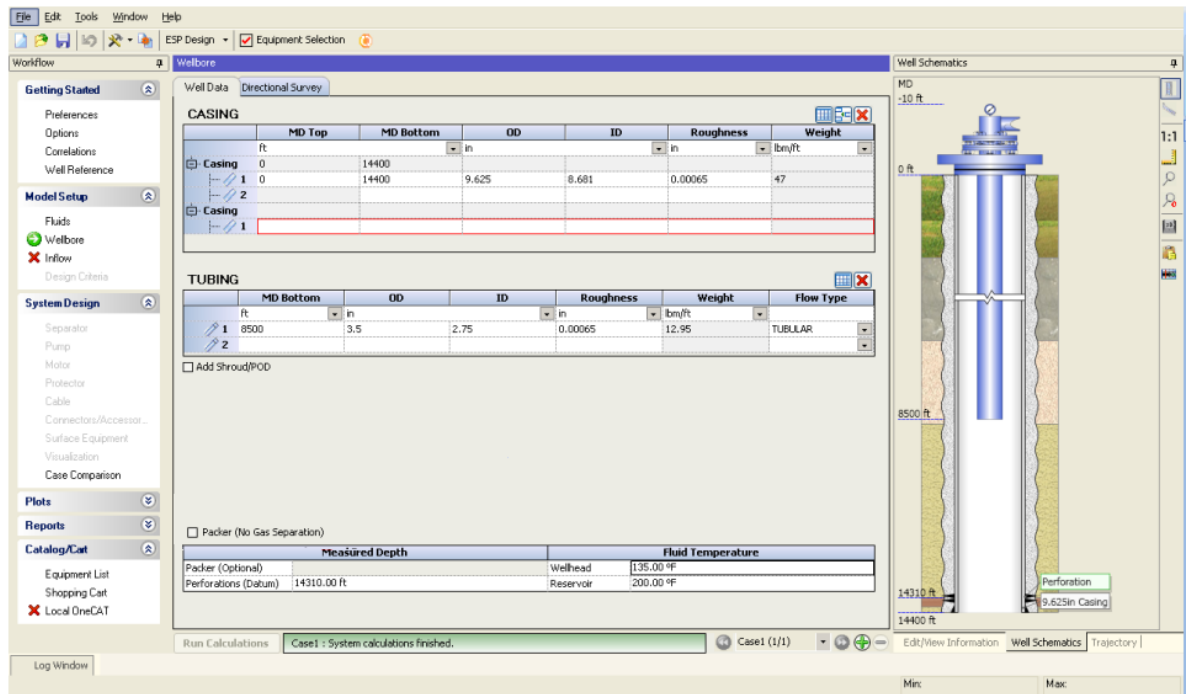 File Edit Tools Window Help
ESP Design Equipment Selection
Workflow
Getting Started
Preferences
Options
Correlations
Well Reference
Model Setup
Fluids
Wellbore
Inflow
Design Criteria
System Design
Separator
Pump
Motor
Protector
Cable
Connectors/Accessor...
Surface Equipment
Visualization
Case Comparison
Plots
Reports
Catalog/Cart
Equipment List
Shopping Cart
Local OneCAT
Log Window
Wellbore
Well Data Directional Survey
CASING
MD Top MD Bottom OD ID Roughness Weight
ft in in lbm/ft
Casing 0 14400
1 0 14400 9.625 8.681 0.00065 47
2
Casing
1
TUBING
MD Bottom OD ID Roughness Weight Flow Type
ft in in lbm/ft
1 8500 3.5 2.75 0.00065 12.95 TUBULAR
2
Add Shroud/POD
Packer (No Gas Separation)
Measured Depth Fluid Temperature
Packer (Optional) Wellhead 135.00 °F
Perforations (Datum) 14310.00 ft Reservoir 200.00 °F
Run Calculations Case1 : System calculations finished. Case1 (1/1)
Well Schematics
MD
-10 ft
0 ft
8500 ft
14310 ft
14400 ft
Perforation
9.625in Casing
1:1
Edit/View Information Well Schematics Trajectory
Min: Max: